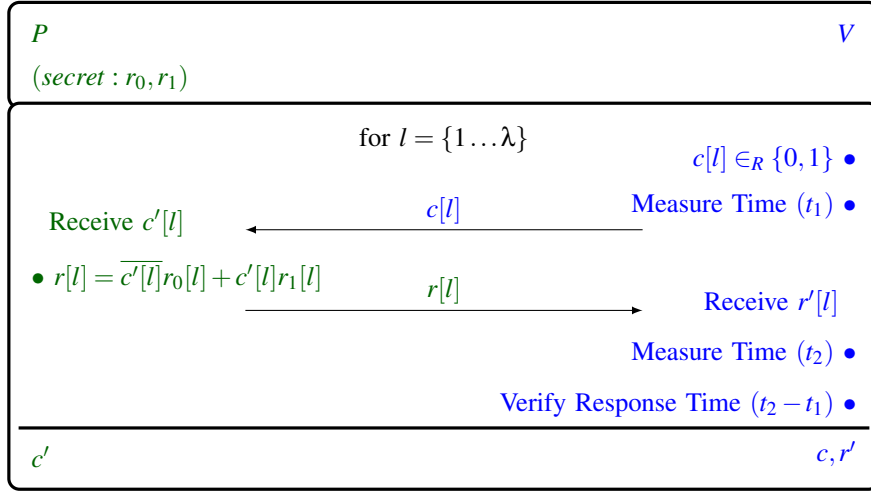 P V
(secret : r₀, r₁)
for l = {1 … λ}
c[l] ∈_R {0, 1} •
Measure Time (t₁) •
c[l]
Receive c′[l]
• r[l] = \overline{c′[l]}r₀[l] + c′[l]r₁[l]
r[l]
Receive r′[l]
Measure Time (t₂) •
Verify Response Time (t₂ − t₁) •
c′ c, r′